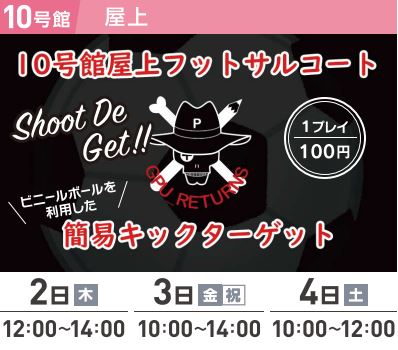 10号館 屋上
10号館屋上フットサルコート
Shoot De
Get!!
P
GPU RETURNS
1プレイ
100円
ビニールボールを
利用した
簡易キックターゲット
2日 木 3日 金 祝 4日 土
12:00~14:00 10:00~14:00 10:00~12:00